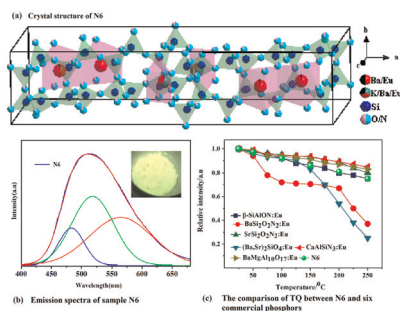 (a) Crystal structure of N6
b
a
c
Ba/Eu
K/Ba/Eu
Si
O/N
Intensity(a.u)
N6
400 450 500 550 600 650
Wavelength(nm)
(b) Emission spectra of sample N6
Relative intensity/a.u
1.0
0.8
0.6
0.4
0.2
β-SiAlON:Eu
BaSi₂O₂N₂:Eu
SrSi₂O₂N₂:Eu
(Ba,Sr)₂SiO₄:Eu CaAlSiN₃:Eu
BaMgAl₁₀O₁₇:Eu N6
0 50 100 150 200 250
Temperature/⁰C
(c) The comparison of TQ between N6 and six
commercial phosphors